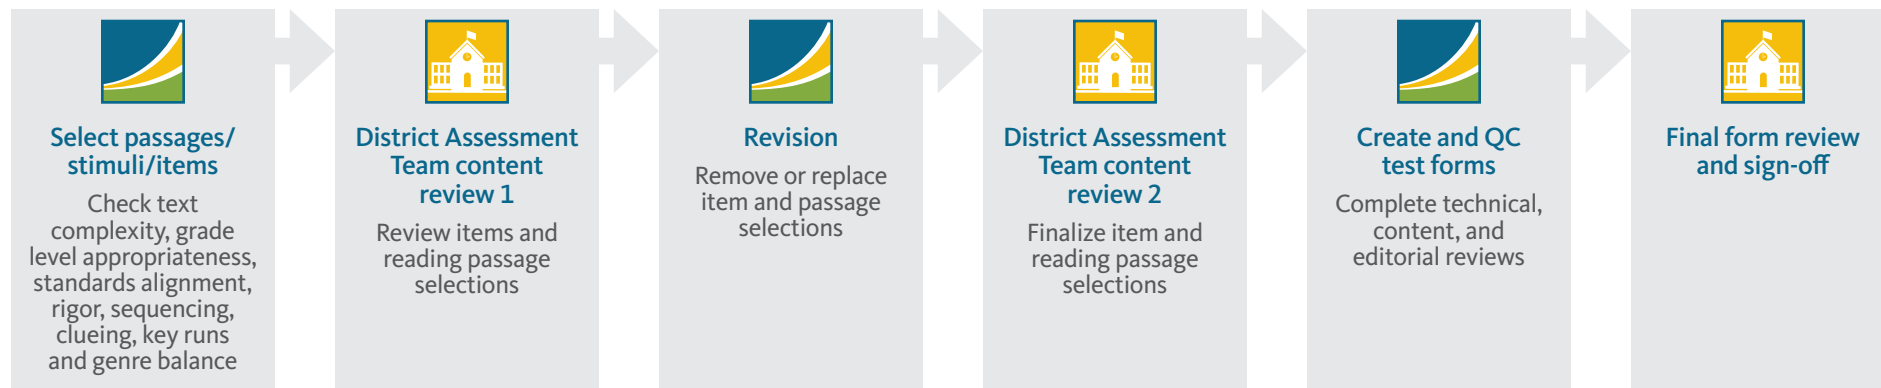 Select passages/
stimuli/items
Check text
complexity, grade
level appropriateness,
standards alignment,
rigor, sequencing,
clueing, key runs
and genre balance
District Assessment
Team content
review 1
Review items and
reading passage
selections
Revision
Remove or replace
item and passage
selections
District Assessment
Team content
review 2
Finalize item and
reading passage
selections
Create and QC
test forms
Complete technical,
content, and
editorial reviews
Final form review
and sign-off